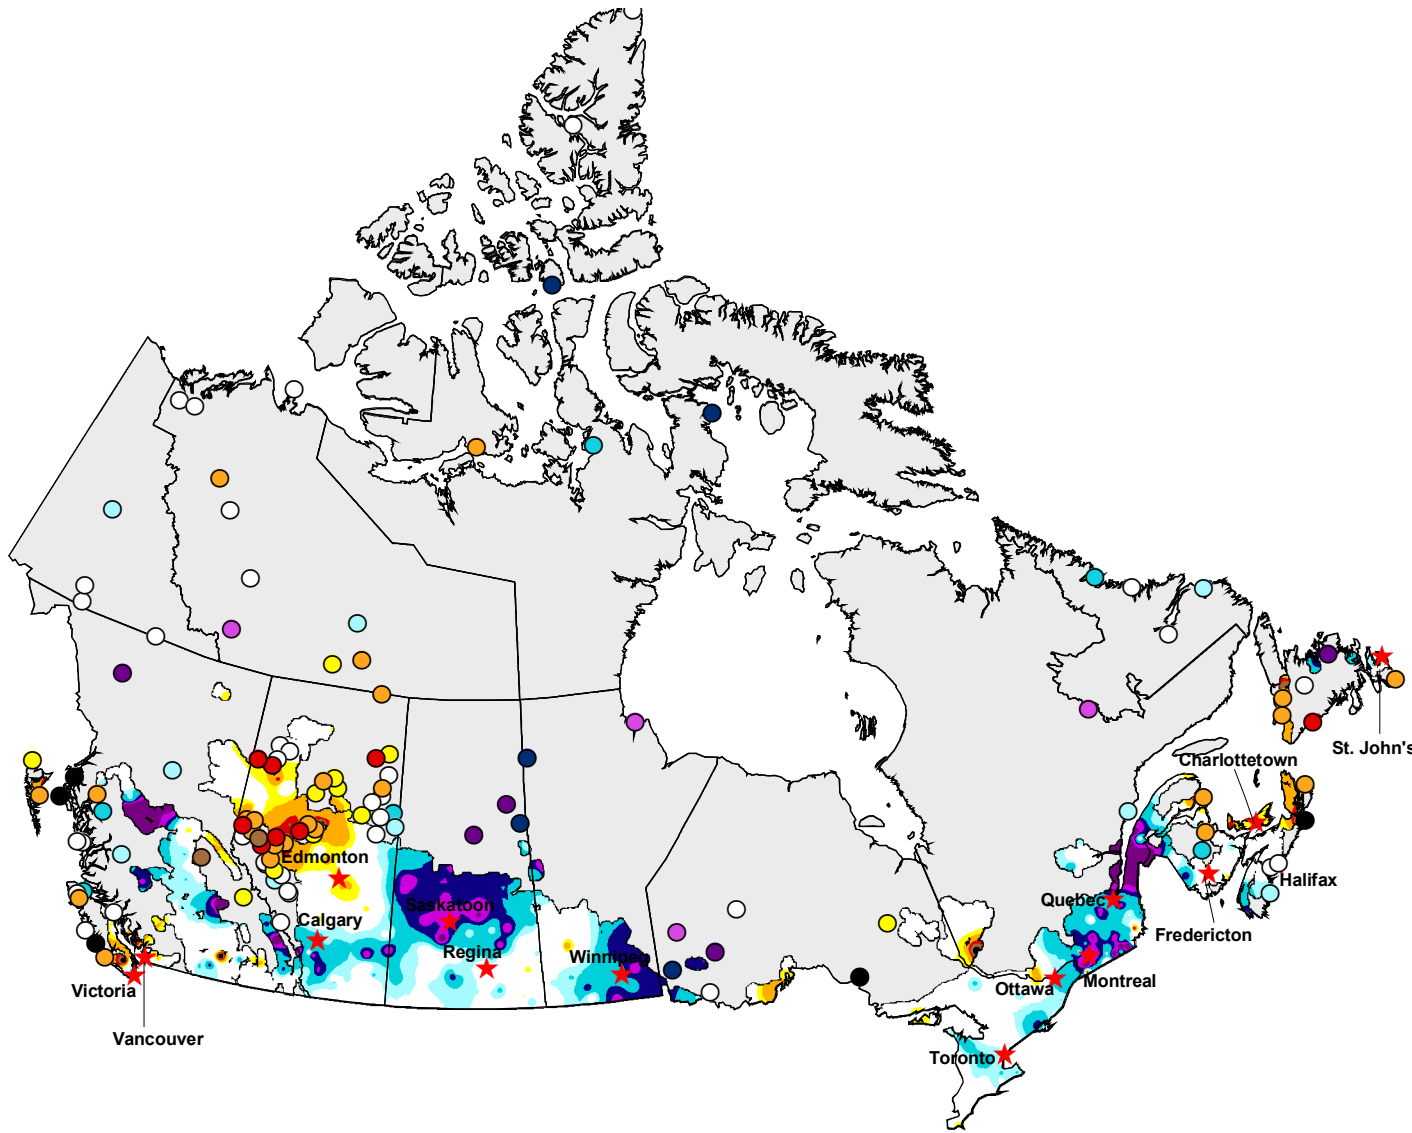 St. John's
Charlottetown
Edmonton
Halifax
Quebec
Saskatoon
Calgary
Fredericton
Regina
Winnipeg
Montreal
Victoria
Ottawa
Vancouver
Toronto